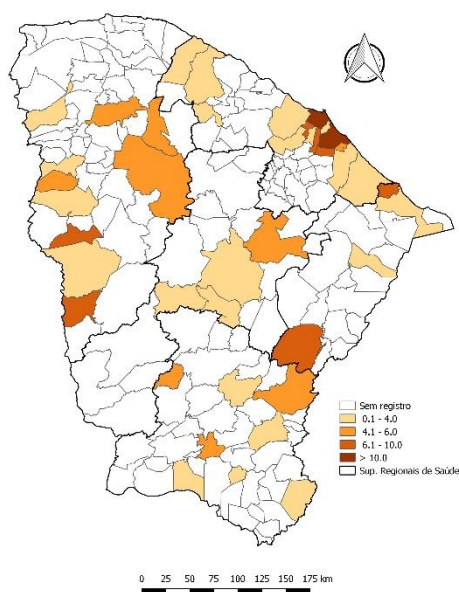 Sem registro
0.1 - 4.0
4.1 - 6.0
6.1 - 10.0
> 10.0
Sup. Regionais de Saúde
0 25 50 75 100 125 150 175 km